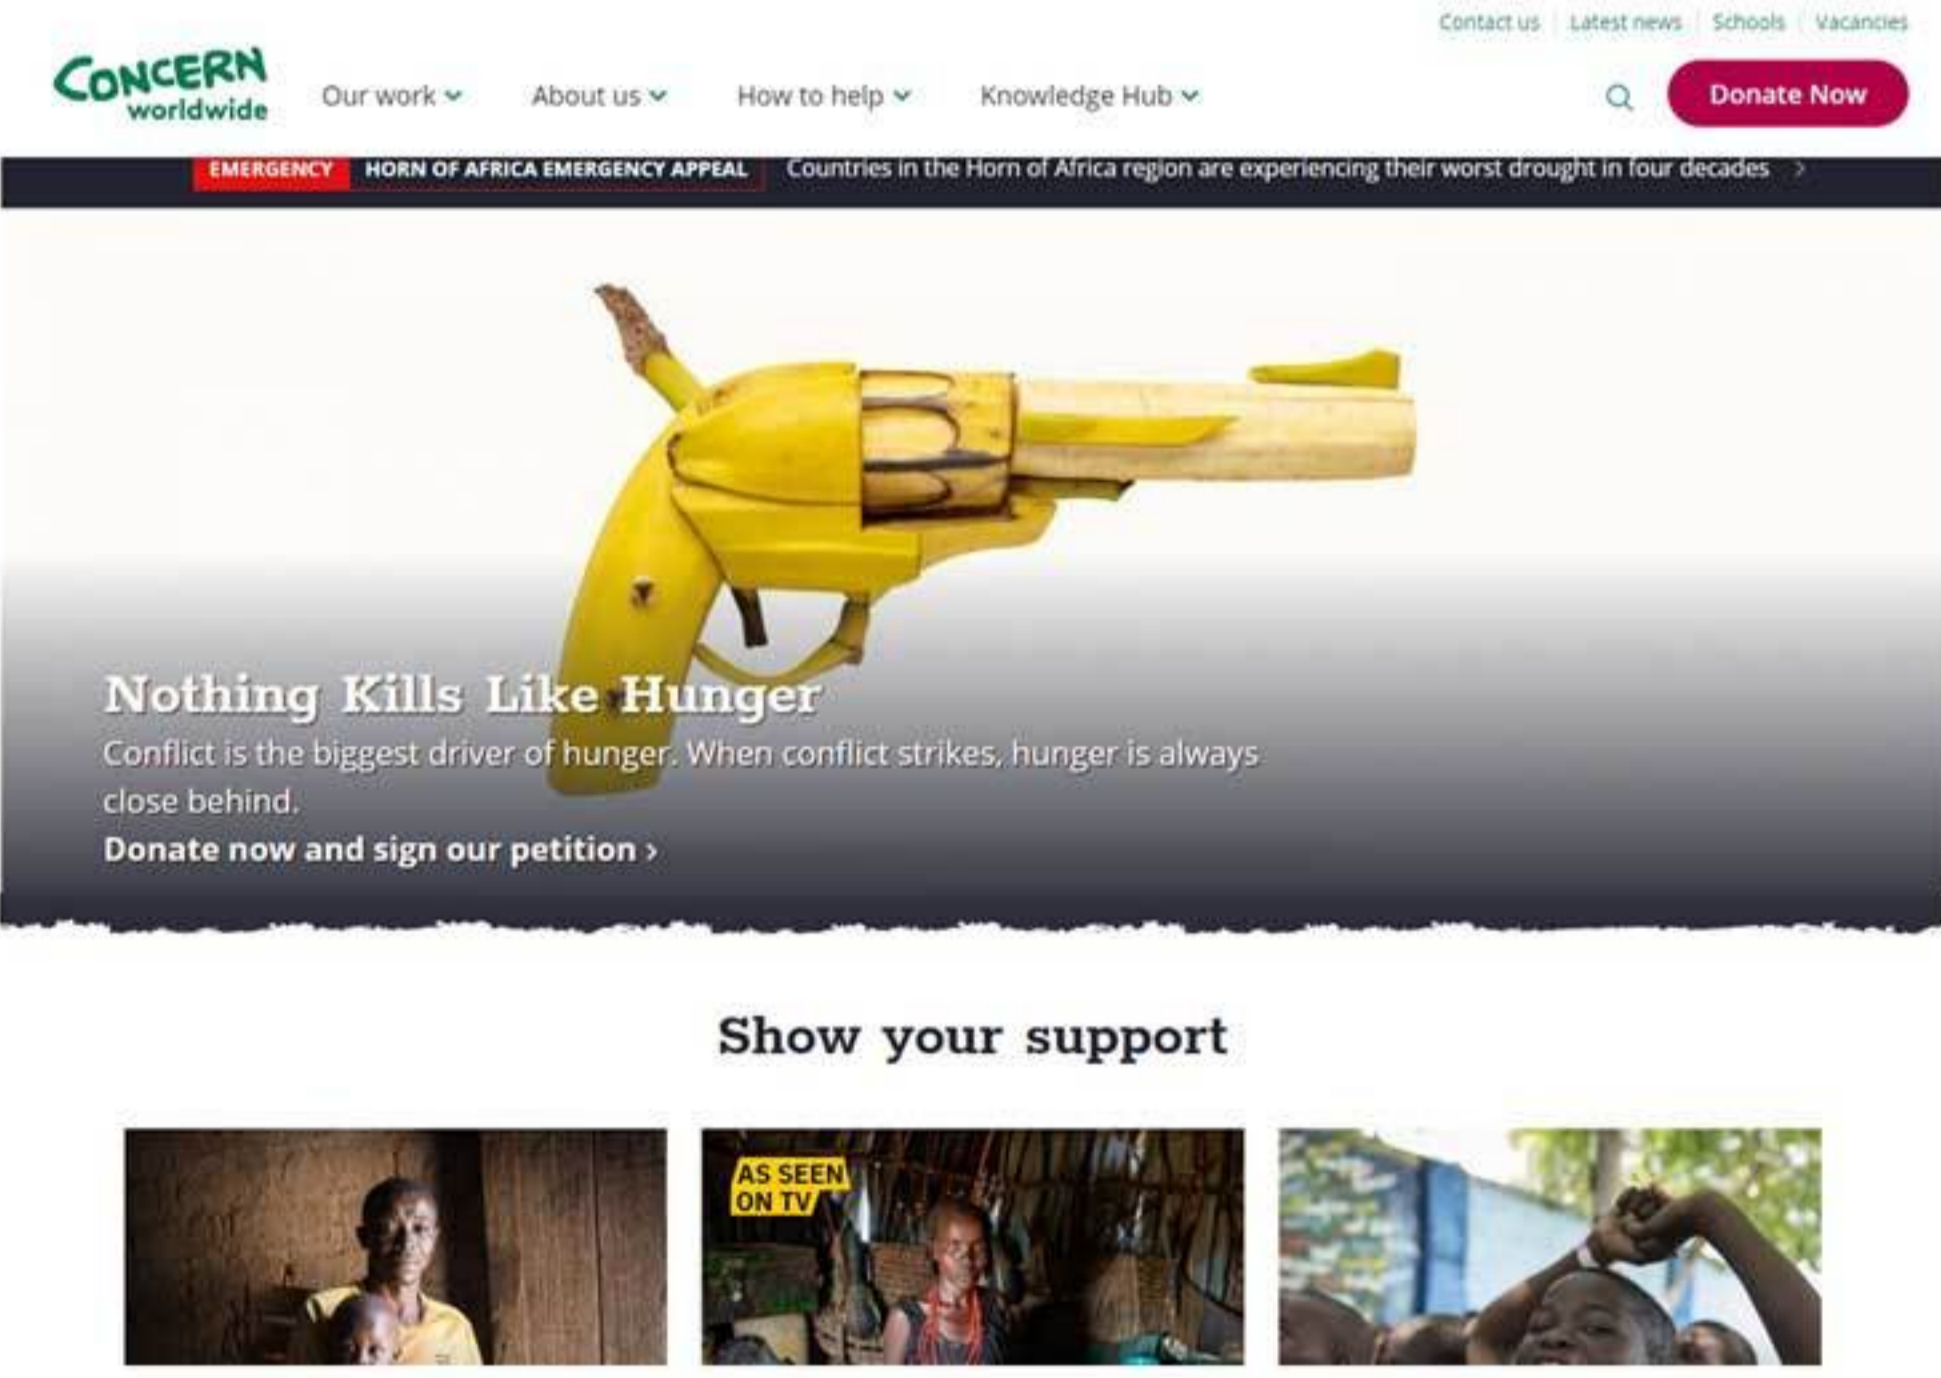 Contact us Latest news Schools Vacancies
CONCERN
worldwide
Our work About us How to help Knowledge Hub Donate Now
EMERGENCY HORN OF AFRICA EMERGENCY APPEAL Countries in the Horn of Africa region are experiencing their worst drought in four decades
Nothing Kills Like Hunger
Conflict is the biggest driver of hunger. When conflict strikes, hunger is always
close behind.
Donate now and sign our petition
Show your support
AS SEEN
ON TV